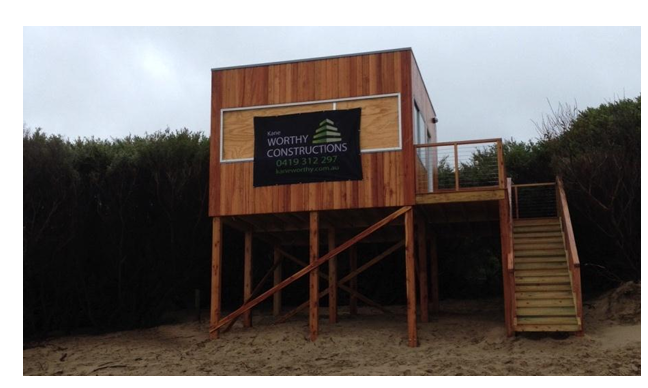 Kane
WORTHY
CONSTRUCTIONS
0419 312 297
kaneworthy.com.au